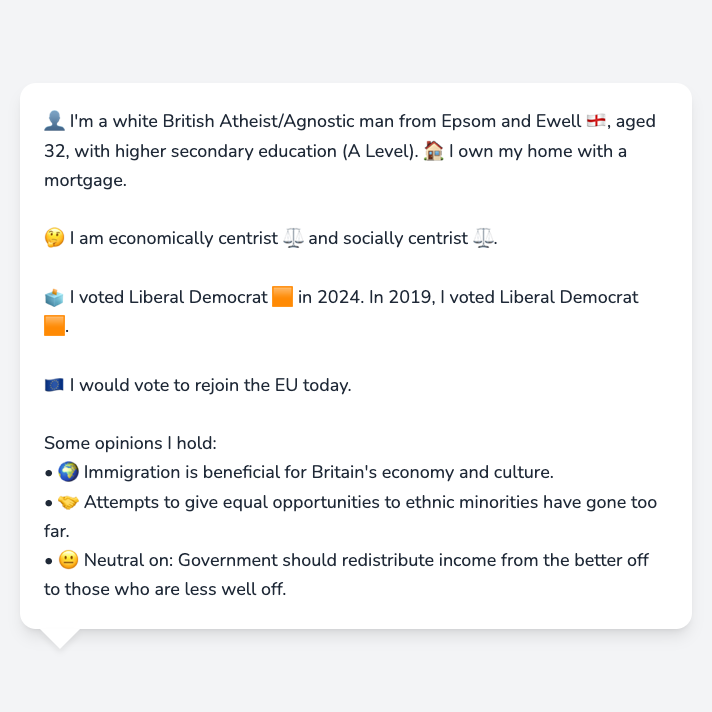 👤 I'm a white British Atheist/Agnostic man from Epsom and Ewell 🏴󠁧󠁢󠁥󠁮󠁧󠁿, aged
32, with higher secondary education (A Level). 🏠 I own my home with a
mortgage.
🤔 I am economically centrist ⚖️ and socially centrist ⚖️.
🗳️ I voted Liberal Democrat 🟧 in 2024. In 2019, I voted Liberal Democrat
🟧.
🇪🇺 I would vote to rejoin the EU today.
Some opinions I hold:
• 🌍 Immigration is beneficial for Britain's economy and culture.
• 🤝 Attempts to give equal opportunities to ethnic minorities have gone too
far.
• 😐 Neutral on: Government should redistribute income from the better off
to those who are less well off.